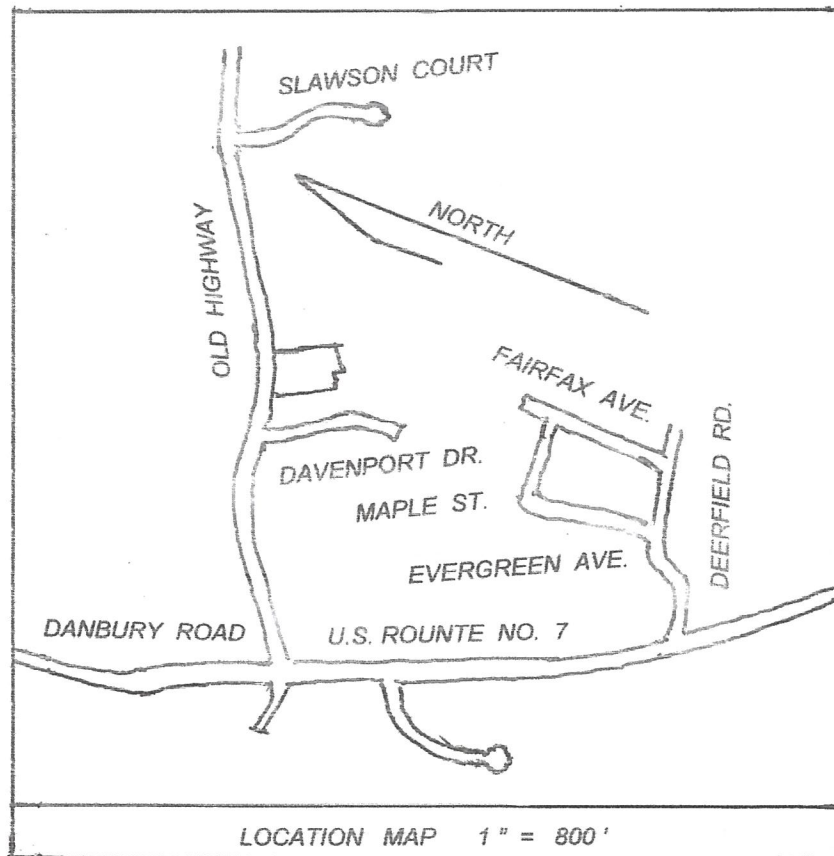 SLAWSON COURT
NORTH
OLD HIGHWAY
FAIRFAX AVE.
DAVENPORT DR.
MAPLE ST.
DEERFIELD RD.
EVERGREEN AVE.
DANBURY ROAD
U.S. ROUNTE NO. 7
LOCATION MAP 1" = 800'